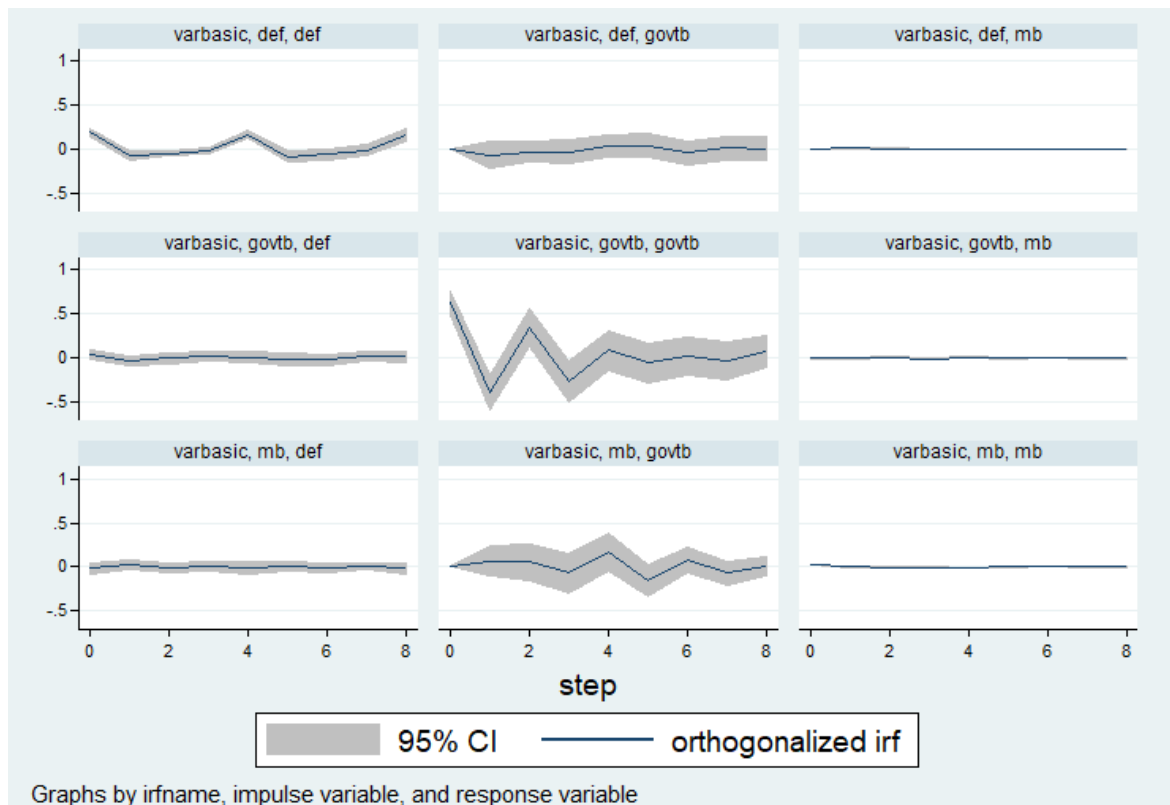 varbasic, def, def
varbasic, def, govtb
varbasic, def, mb
1
.5
0
-.5
varbasic, govtb, def
varbasic, govtb, govtb
varbasic, govtb, mb
1
.5
0
-.5
varbasic, mb, def
varbasic, mb, govtb
varbasic, mb, mb
1
.5
0
-.5
0 2 4 6 8
0 2 4 6 8
0 2 4 6 8
step
95% CI
orthogonalized irf
Graphs by irfname, impulse variable, and response variable